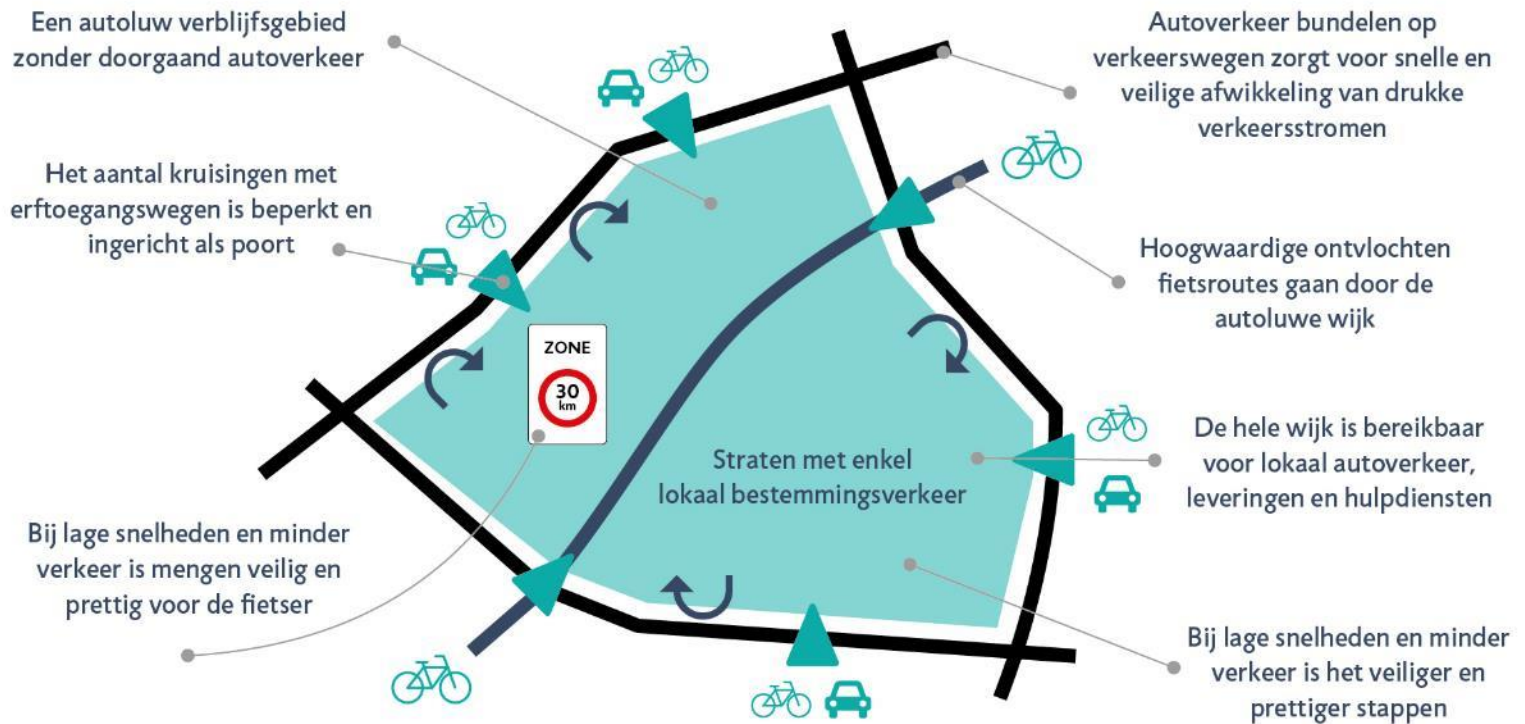 Een autoluw verblijfsgebied
zonder doorgaand autoverkeer
Autoverkeer bundelen op
verkeerswegen zorgt voor snelle en
veilige afwikkeling van drukke
verkeersstromen
Het aantal kruisingen met
erftoegangswegen is beperkt en
ingericht als poort
Hoogwaardige ontvlochten
fietsroutes gaan door de
autoluwe wijk
ZONE
30
km
Straten met enkel
lokaal bestemmingsverkeer
De hele wijk is bereikbaar
voor lokaal autoverkeer,
leveringen en hulpdiensten
Bij lage snelheden en minder
verkeer is mengen veilig en
prettig voor de fietser
Bij lage snelheden en minder
verkeer is het veiliger en
prettiger stappen